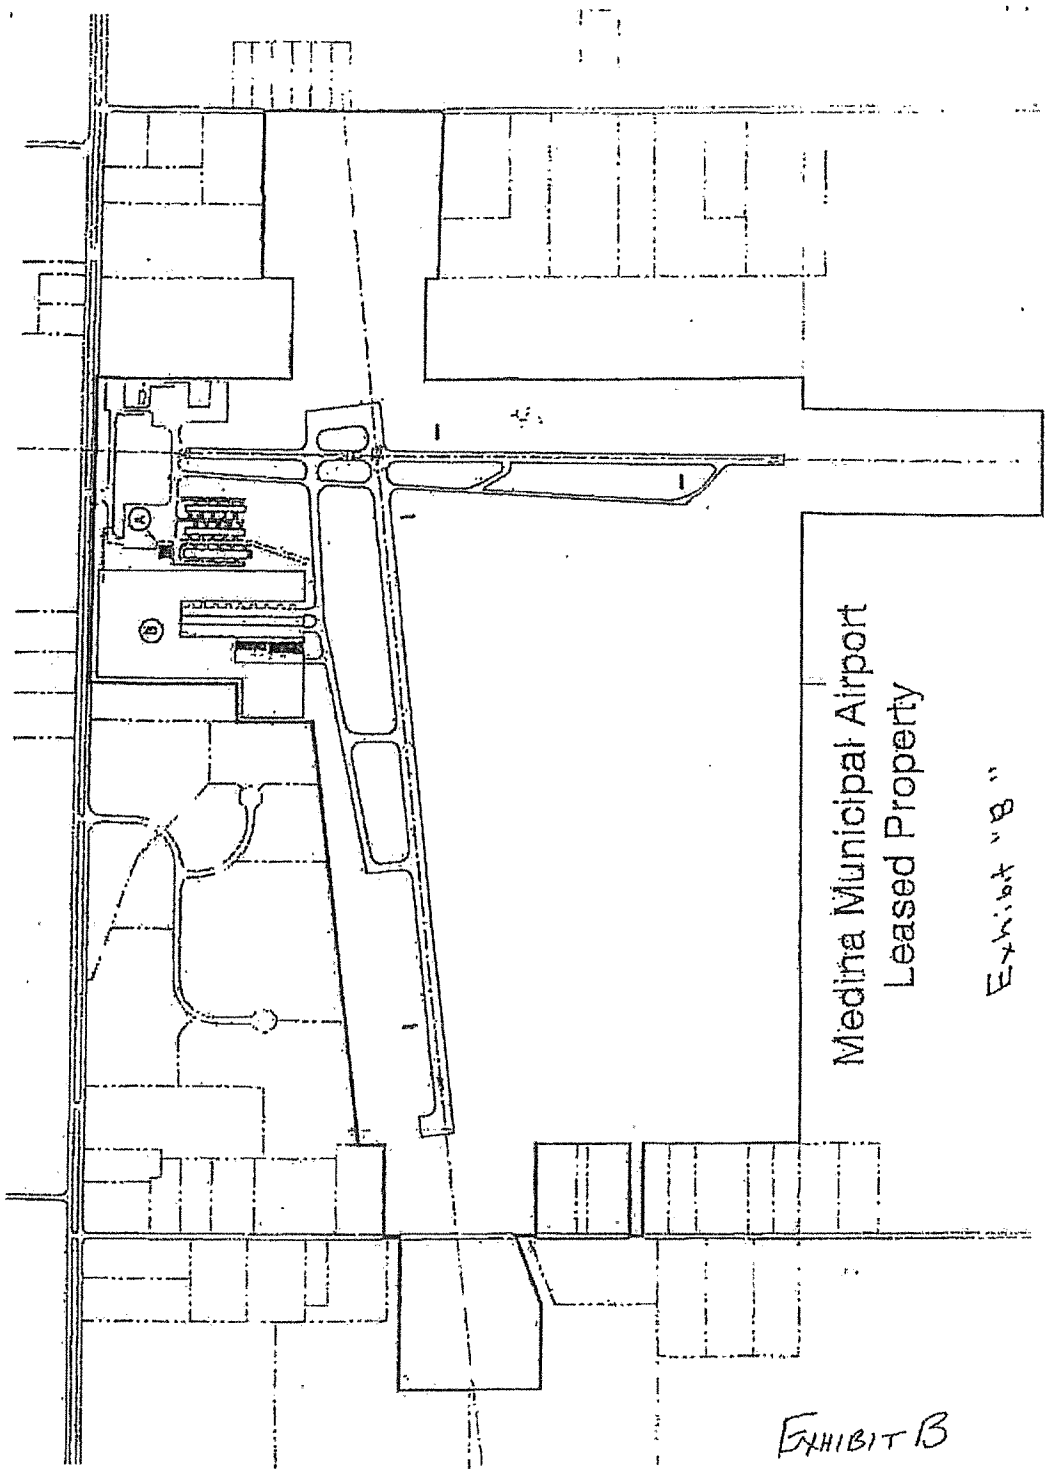 A
B
Medina Municipal Airport
Leased Property
Exhibit "B"
EXHIBIT B